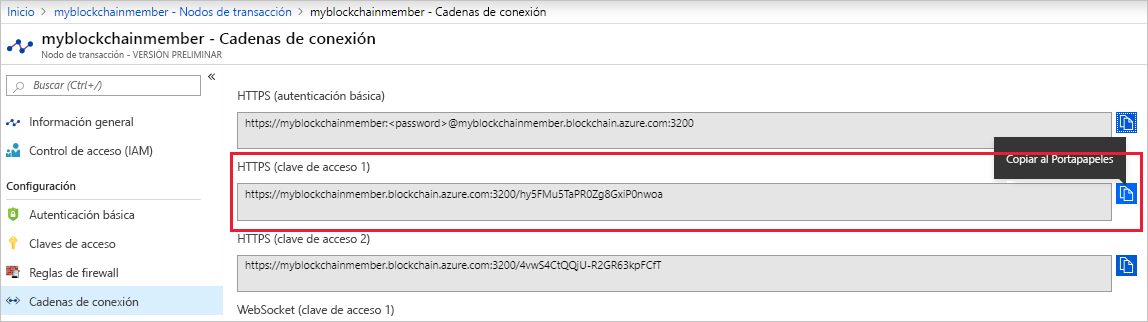 Inicio > myblockchainmember - Nodos de transacción > myblockchainmember - Cadenas de conexión
myblockchainmember - Cadenas de conexión
Nodo de transacción - VERSIÓN PRELIMINAR
Buscar (Ctrl+/)
«
Información general
Control de acceso (IAM)
Configuración
Autenticación básica
Claves de acceso
Reglas de firewall
Cadenas de conexión
HTTPS (autenticación básica)
https://myblockchainmember:<password>@myblockchainmember.blockchain.azure.com:3200
Copiar al Portapapeles
HTTPS (clave de acceso 1)
https://myblockchainmember.blockchain.azure.com:3200/hy5FMu5TaPR0Zg8GxiP0nwoa
HTTPS (clave de acceso 2)
https://myblockchainmember.blockchain.azure.com:3200/4vwS4CtQQjU-R2GR63kpFCfT
WebSocket (clave de acceso 1)